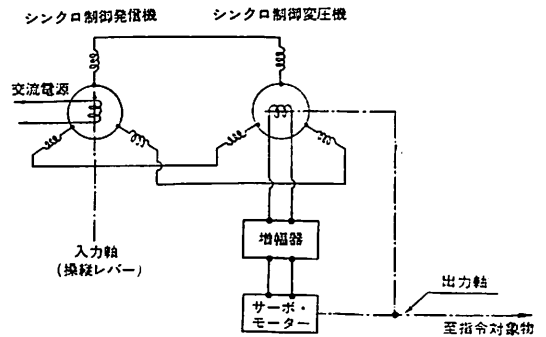 シンクロ制御発信機
シンクロ制御変圧機
交流電源
入力軸
(操縦レバー)
増幅器
サーボ・
モーター
出力軸
至指令対象物